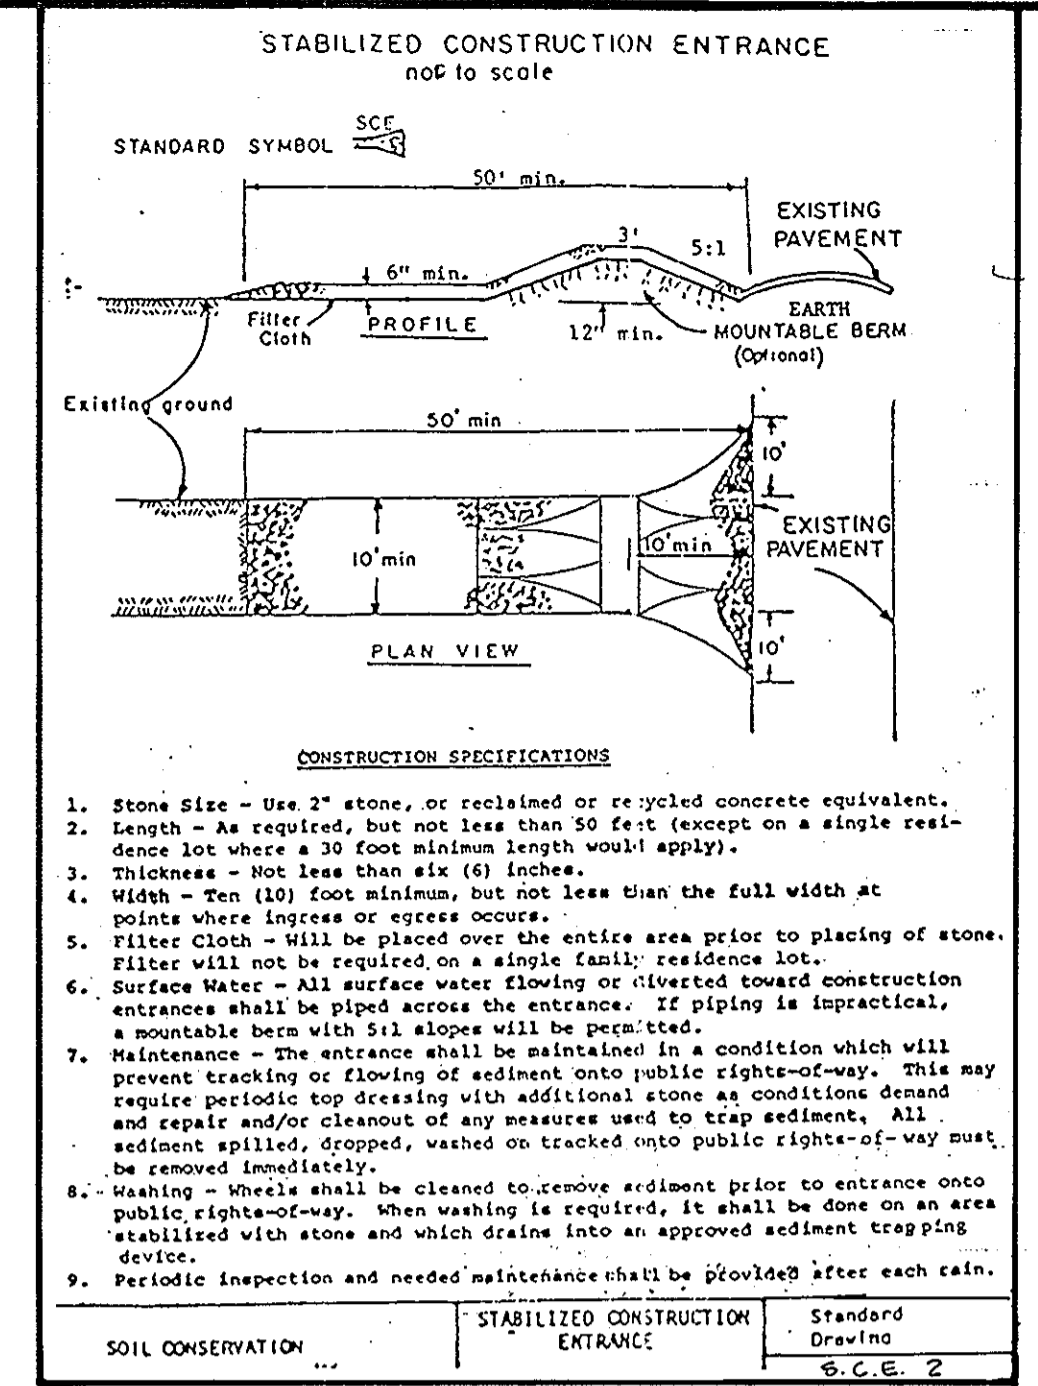 STABILIZED CONSTRUCTION ENTRANCE
not to scale
STANDARD SYMBOL SCE
50' min.
EXISTING
PAVEMENT
3'
5:1
6" min.
Filter
Cloth
PROFILE
12" min.
EARTH
MOUNTABLE BERM
(Optional)
Existing ground
50' min
10'
10'min
10'min
EXISTING
PAVEMENT
10'
PLAN VIEW
CONSTRUCTION SPECIFICATIONS
1. Stone Size - Use 2" stone, or reclaimed or recycled concrete equivalent.
2. Length - As required, but not less than 50 feet (except on a single resi-
dence lot where a 30 foot minimum length would apply).
3. Thickness - Not less than six (6) inches.
4. Width - Ten (10) foot minimum, but not less than the full width at
points where ingress or egress occurs.
5. Filter Cloth - Will be placed over the entire area prior to placing of stone.
Filter will not be required on a single family residence lot.
6. Surface Water - All surface water flowing or diverted toward construction
entrances shall be piped across the entrance. If piping is impractical,
a mountable berm with 5:1 slopes will be permitted.
7. Maintenance - The entrance shall be maintained in a condition which will
prevent tracking or flowing of sediment onto public rights-of-way. This may
require periodic top dressing with additional stone as conditions demand
and repair and/or cleanout of any measures used to trap sediment. All
sediment spilled, dropped, washed or tracked onto public rights-of-way must
be removed immediately.
8. Washing - Wheels shall be cleaned to remove sediment prior to entrance onto
public rights-of-way. When washing is required, it shall be done on an area
stabilized with stone and which drains into an approved sediment trapping
device.
9. Periodic inspection and needed maintenance shall be provided after each rain.
SOIL CONSERVATION
STABILIZED CONSTRUCTION
ENTRANCE
Standard
Drawing
S.C.E. 2